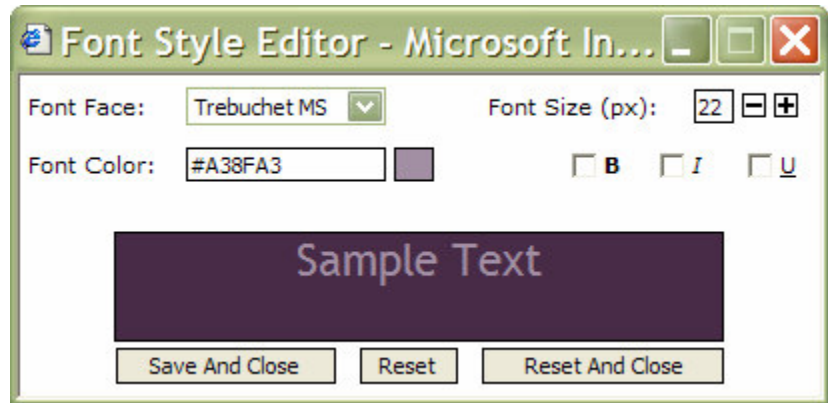 Font Style Editor - Microsoft In...
Font Face: Trebuchet MS Font Size (px): 22
Font Color: #A38FA3 B I U
Sample Text
Save And Close Reset Reset And Close